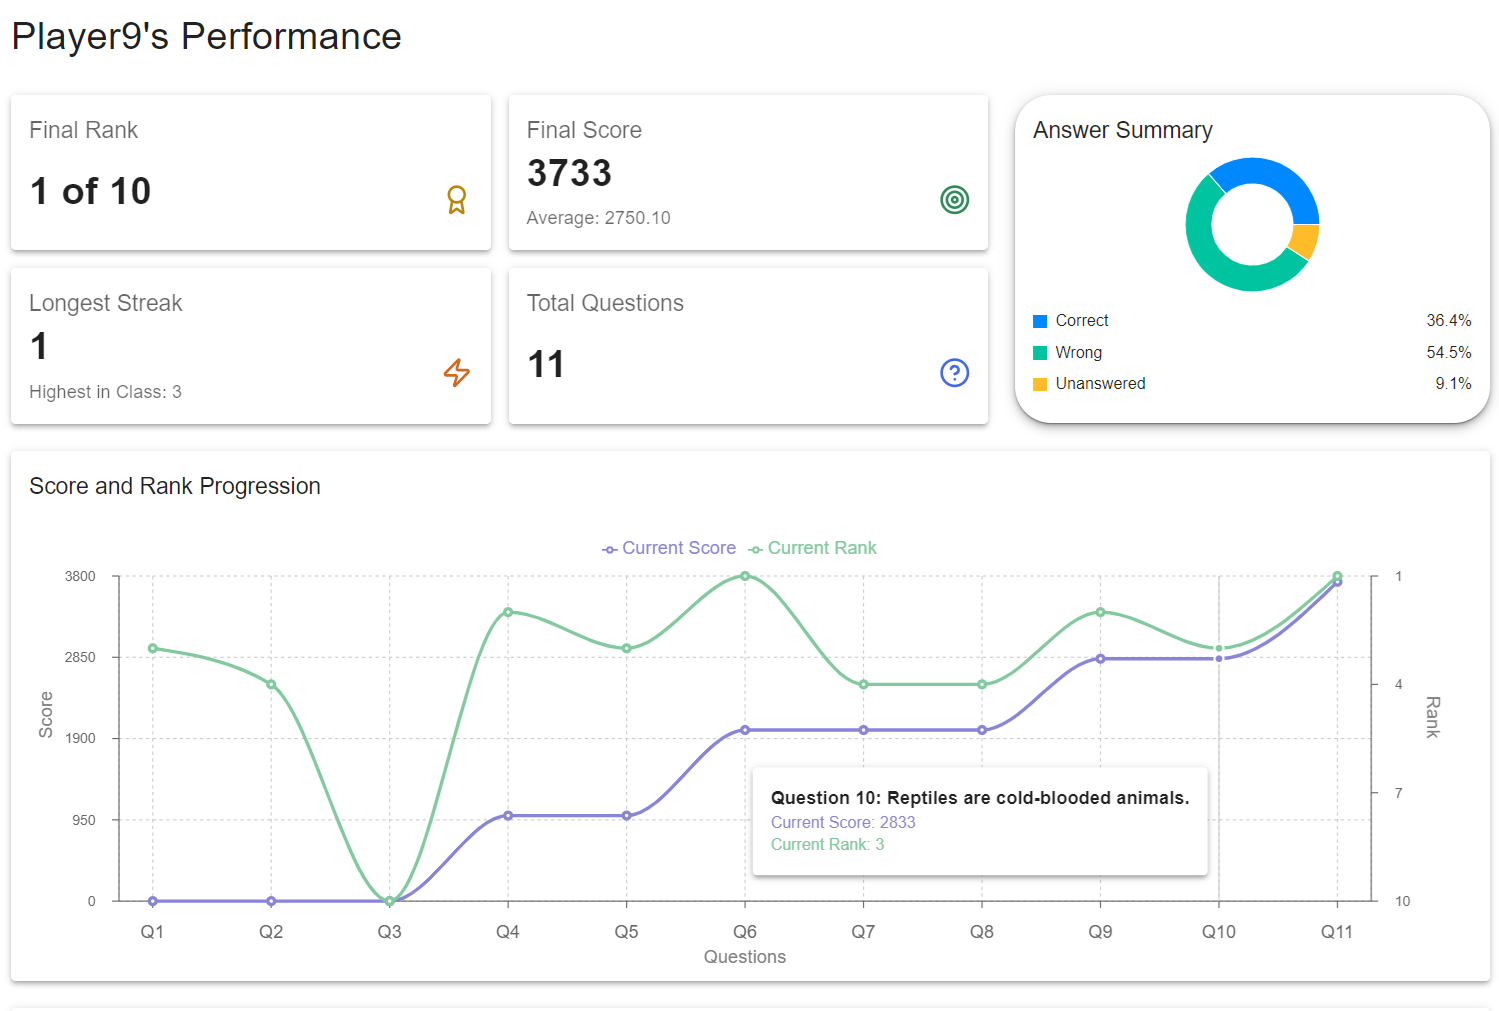 Player9's Performance
Final Rank
1 of 10
Final Score
3733
Average: 2750.10
Longest Streak
1
Highest in Class: 3
Total Questions
11
Answer Summary
Correct 36.4%
Wrong 54.5%
Unanswered 9.1%
Score and Rank Progression
Current Score Current Rank
3800
2850
1900
950
0
Score
1
4
7
10
Rank
Question 10: Reptiles are cold-blooded animals.
Current Score: 2833
Current Rank: 3
Q1 Q2 Q3 Q4 Q5 Q6 Q7 Q8 Q9 Q10 Q11
Questions